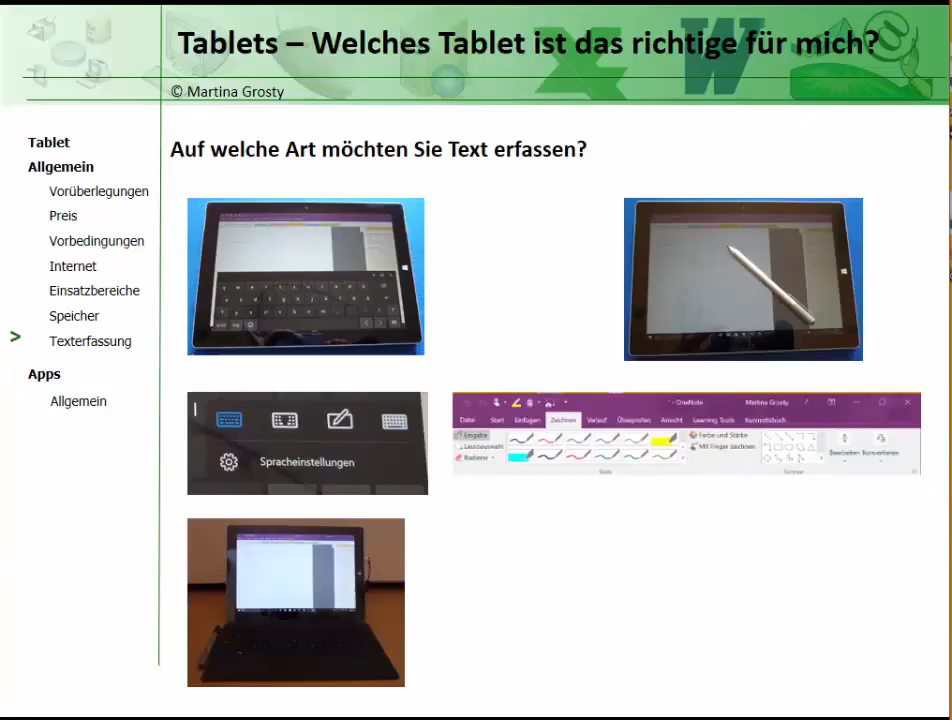 Tablets – Welches Tablet ist das richtige für mich?
© Martina Grosty
Tablet
Allgemein
Vorüberlegungen
Preis
Vorbedingungen
Internet
Einsatzbereiche
Speicher
>
Texterfassung
Apps
Allgemein
Auf welche Art möchten Sie Text erfassen?
Spracheinstellungen
- OneNote
Martina Grosty
Datei Start Einfügen Zeichnen Verlauf Überprüfen Ansicht Learning Tools Kursnotizbuch
Eingabe
Lassoauswahl
Radierer
Farbe und Stärke
Mit Finger zeichnen
Bearbeiten Konvertieren